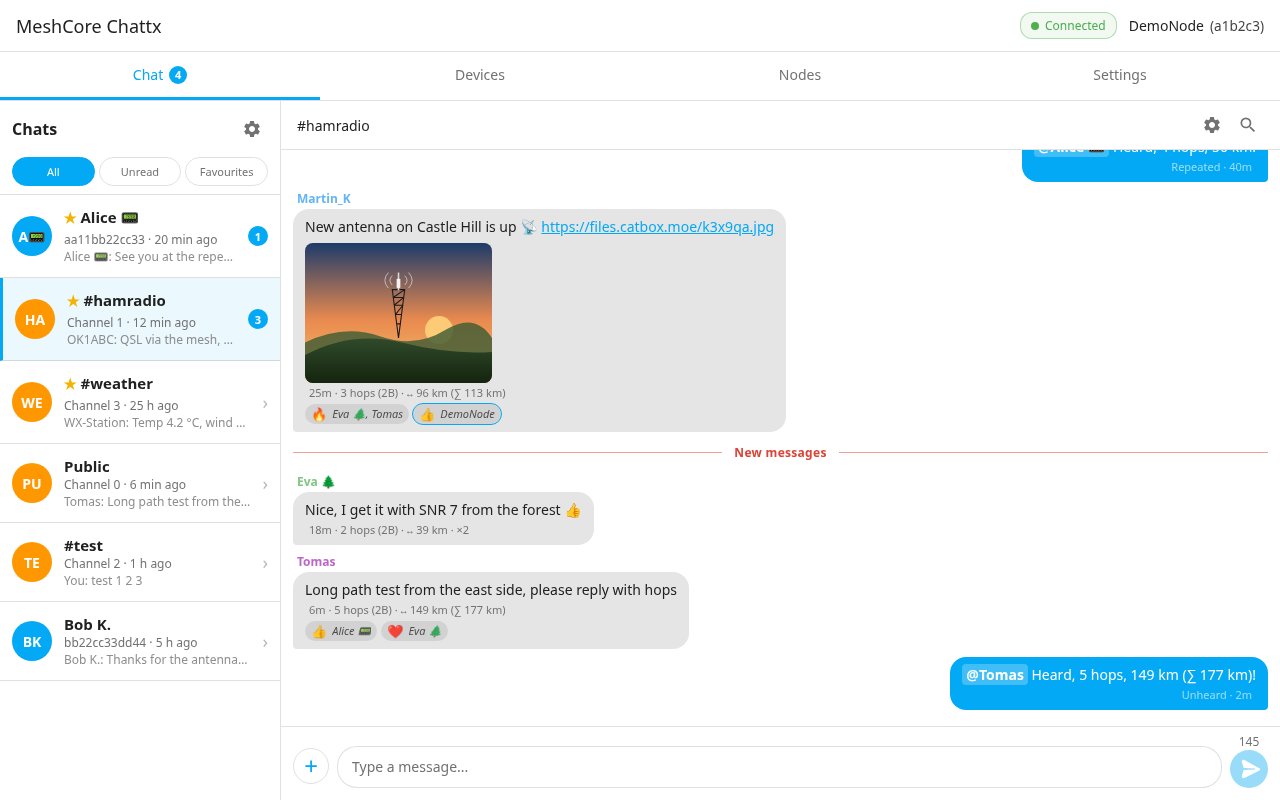 MeshCore Chattx
Connected
DemoNode (a1b2c3)
Chat 4
Devices
Nodes
Settings
Chats
All
Unread
Favourites
★ Alice 📟
A📟
aa11bb22cc33 · 20 min ago
Alice 📟: See you at the repe...
1
★ #hamradio
HA
Channel 1 · 12 min ago
OK1ABC: QSL via the mesh, ...
3
★ #weather
WE
Channel 3 · 25 h ago
WX-Station: Temp 4.2 °C, wind ...
Public
PU
Channel 0 · 6 min ago
Tomas: Long path test from the...
#test
TE
Channel 2 · 1 h ago
You: test 1 2 3
Bob K.
BK
bb22cc33dd44 · 5 h ago
Bob K.: Thanks for the antenna...
#hamradio
Repeated · 40m
Martin_K
New antenna on Castle Hill is up 📡 https://files.catbox.moe/k3x9qa.jpg
25m · 3 hops (2B) · ↔ 96 km (∑ 113 km)
🔥 Eva 🌲, Tomas 👍 DemoNode
New messages
Eva 🌲
Nice, I get it with SNR 7 from the forest 👍
18m · 2 hops (2B) · ↔ 39 km · ×2
Tomas
Long path test from the east side, please reply with hops
6m · 5 hops (2B) · ↔ 149 km (∑ 177 km)
👍 Alice 📟 ❤️ Eva 🌲
@Tomas Heard, 5 hops, 149 km (∑ 177 km)!
Unheard · 2m
+
Type a message...
145